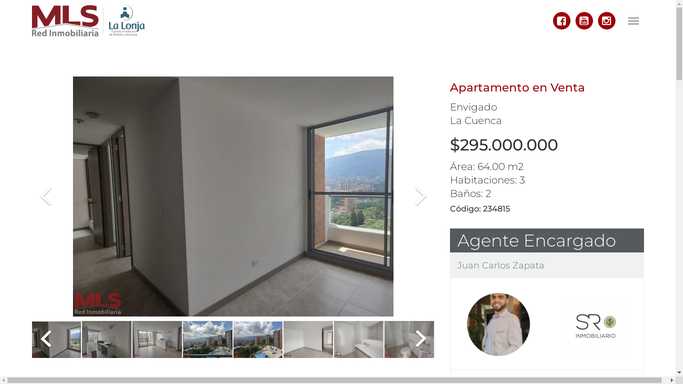 MLS
Red Inmobiliaria
La Lonja
Apartamento en Venta
Envigado
La Cuenca
$295.000.000
Área: 64.00 m2
Habitaciones: 3
Baños: 2
Código: 234815
Agente Encargado
Juan Carlos Zapata
SR
INMOBILIARIO
MLS
Red Inmobiliaria